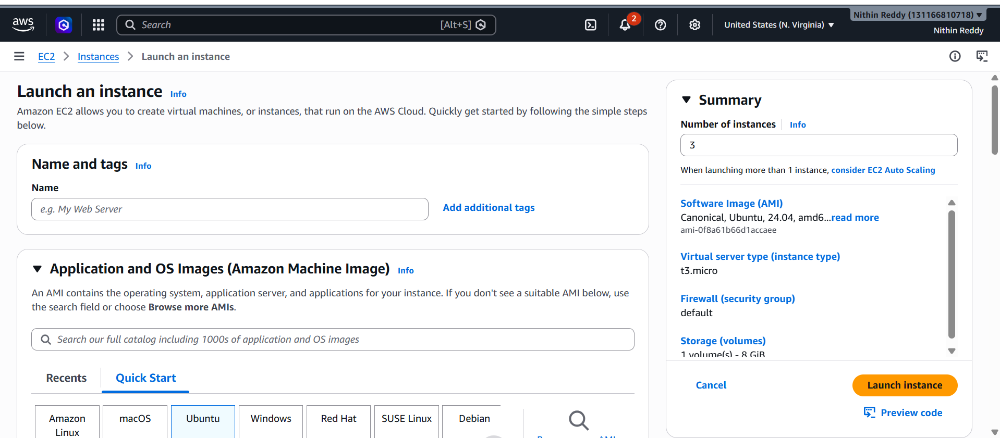 aws
Search
[Alt+S]
2
United States (N. Virginia)
Nithin Reddy (131166810718)
Nithin Reddy
EC2
Instances
Launch an instance
Launch an instance
Info
Amazon EC2 allows you to create virtual machines, or instances, that run on the AWS Cloud. Quickly get started by following the simple steps
below.
Name and tags
Info
Name
e.g. My Web Server
Add additional tags
Application and OS Images (Amazon Machine Image)
Info
An AMI contains the operating system, application server, and applications for your instance. If you don't see a suitable AMI below, use
the search field or choose Browse more AMIs.
Search our full catalog including 1000s of application and OS images
Recents
Quick Start
Amazon
Linux
macOS
Ubuntu
Windows
Red Hat
SUSE Linux
Debian
Summary
Number of instances
Info
3
When launching more than 1 instance, consider EC2 Auto Scaling
Software Image (AMI)
Canonical, Ubuntu, 24.04, amd6...read more
ami-0f8a61b66d1accaee
Virtual server type (instance type)
t3.micro
Firewall (security group)
default
Storage (volumes)
1 volume(s) - 8 GiB
Cancel
Launch instance
Preview code